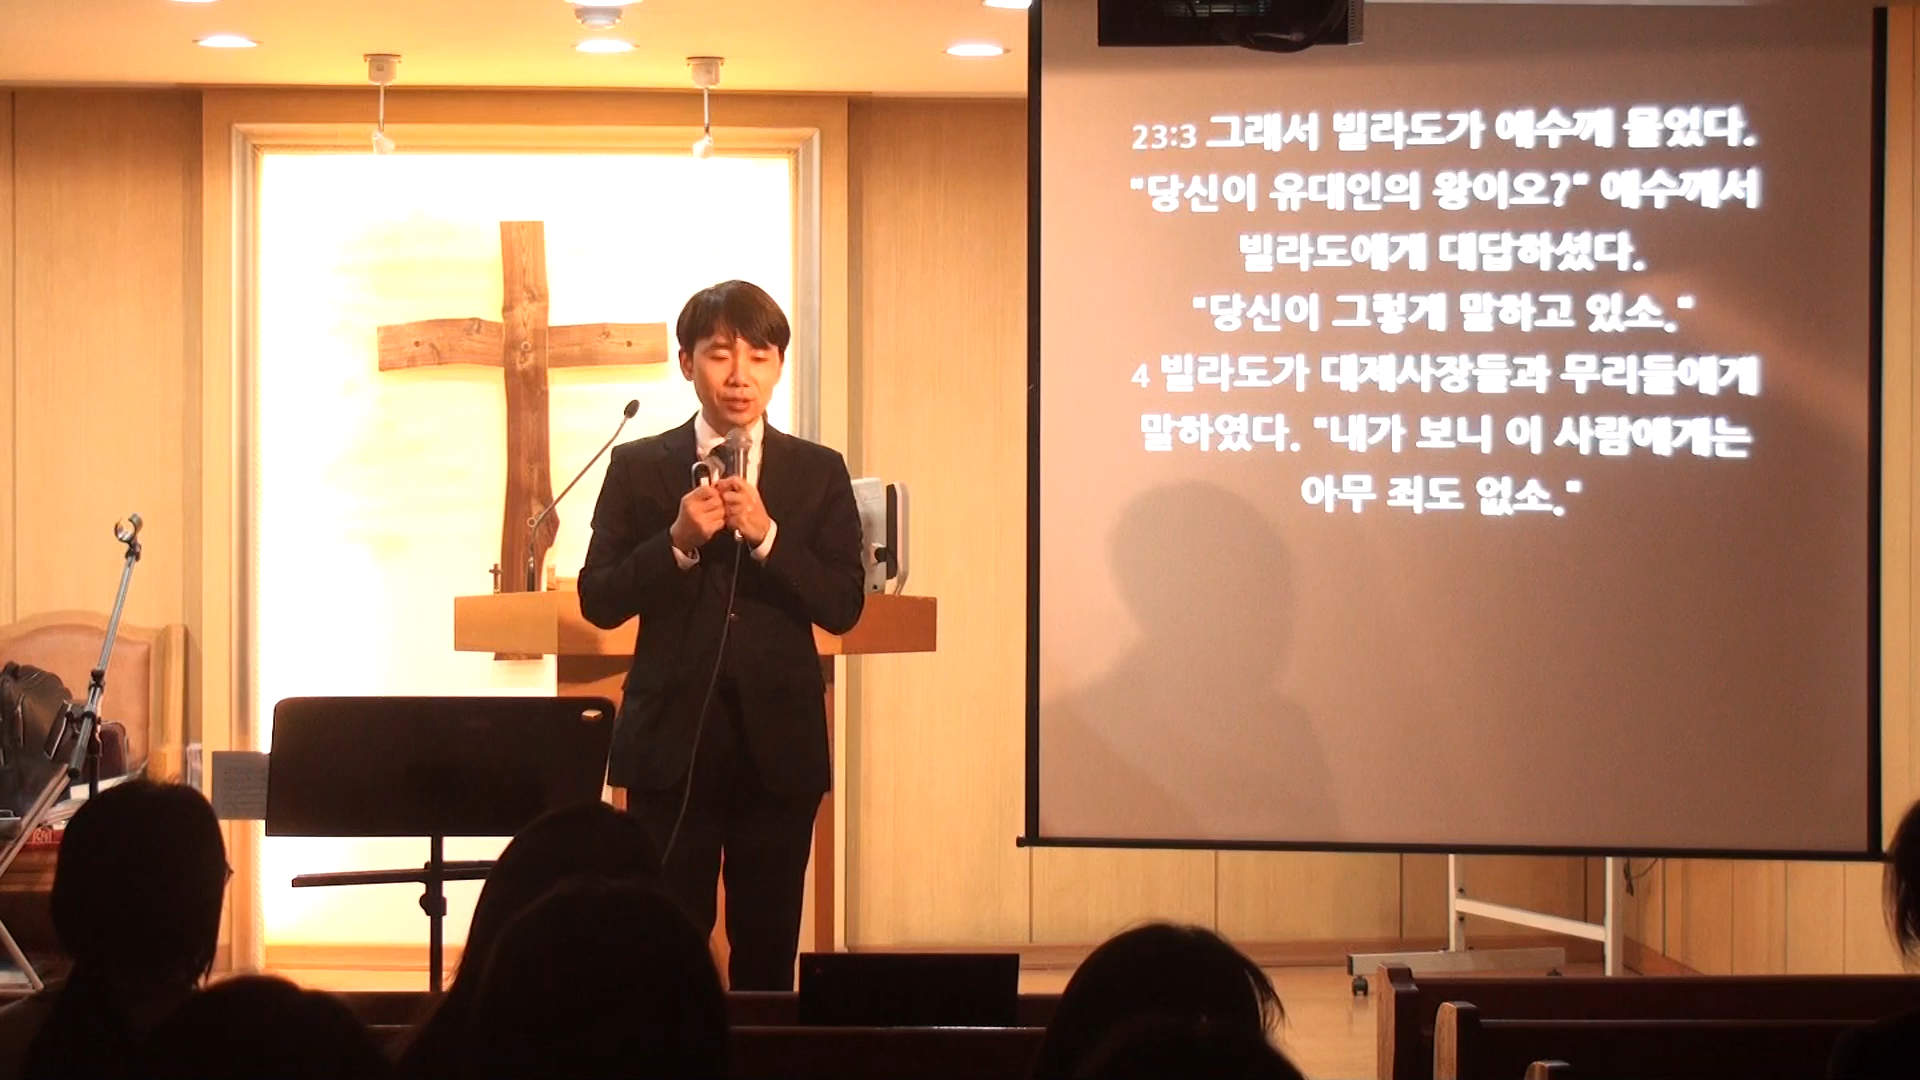 23:3 그래서 빌라도가 예수께 물었다.
"당신이 유대인의 왕이오?" 예수께서
빌라도에게 대답하셨다.
"당신이 그렇게 말하고 있소."
4 빌라도가 대제사장들과 무리들에게
말하였다. "내가 보니 이 사람에게는
아무 죄도 없소."